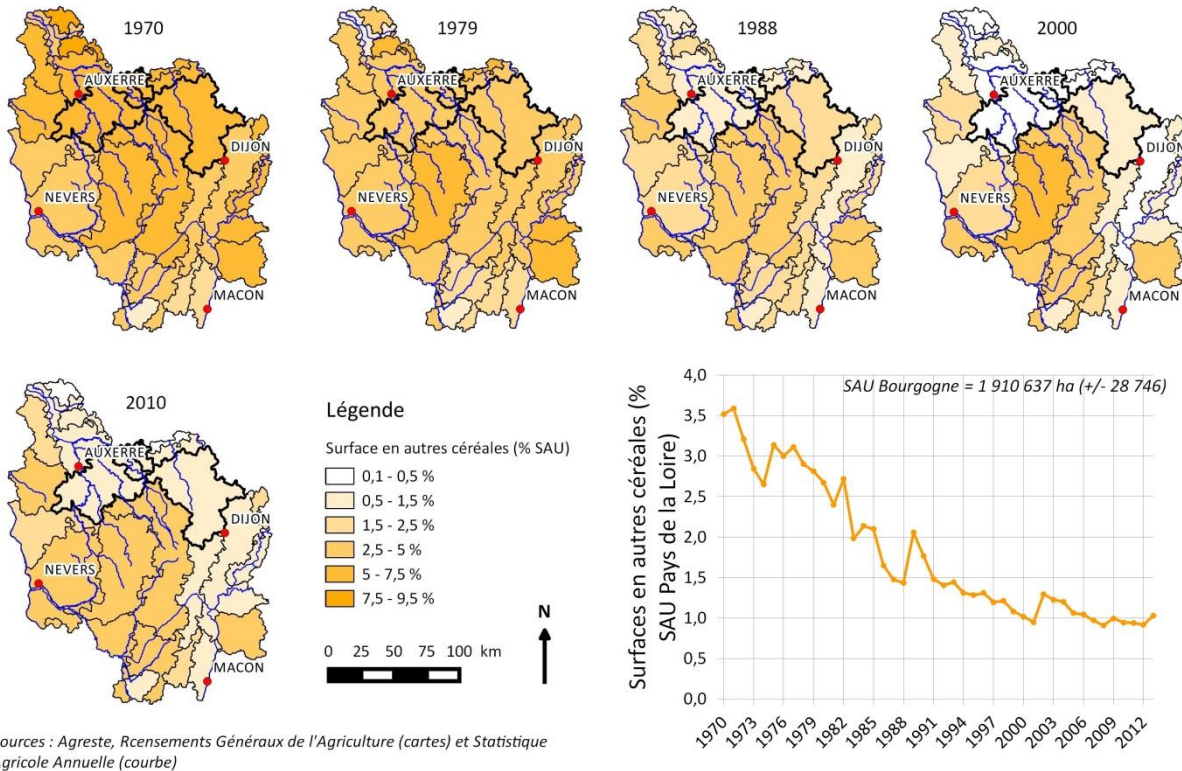 1970
AUXERRE
DIJON
NEVERS
MACON
1979
AUXERRE
DIJON
NEVERS
MACON
1988
AUXERRE
DIJON
NEVERS
MACON
2000
AUXERRE
DIJON
NEVERS
MACON
2010
AUXERRE
DIJON
NEVERS
MACON
Légende
Surface en autres céréales (% SAU)
0,1 - 0,5 %
0,5 - 1,5 %
1,5 - 2,5 %
2,5 - 5 %
5 - 7,5 %
7,5 - 9,5 %
0 25 50 75 100 km
N
Surfaces en autres céréales (%
SAU Pays de la Loire)
SAU Bourgogne = 1 910 637 ha (+/- 28 746)
4,0
3,5
3,0
2,5
2,0
1,5
1,0
0,5
0,0
1970 1973 1976 1979 1982 1985 1988 1991 1994 1997 2000 2003 2006 2009 2012
ources : Agreste, Rcensements Généraux de l'Agriculture (cartes) et Statistique
gricole Annuelle (courbe)